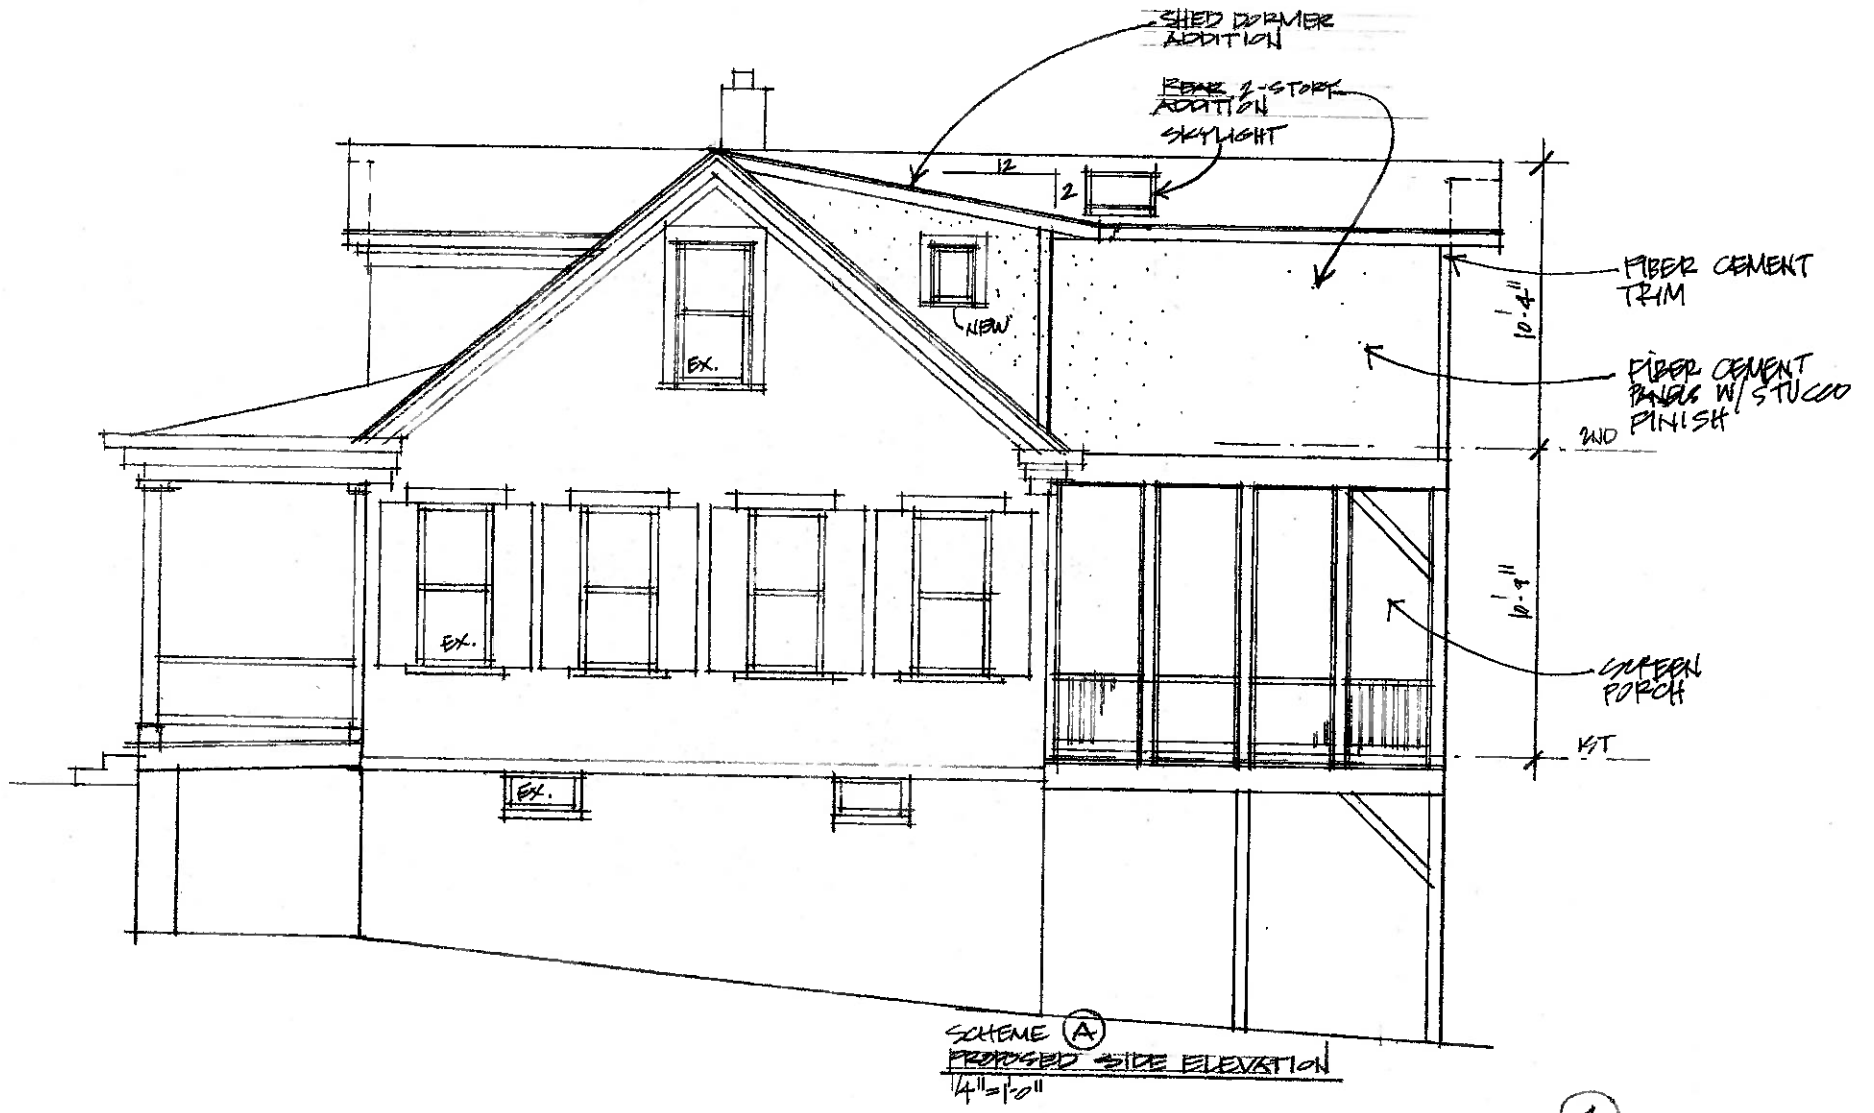 SHED DORMER
ADDITION
REAR 2-STORY
ADDITION
SKYLIGHT
12
2
FIBER CEMENT
TRIM
10'-4"
NEW
EX.
FIBER CEMENT
PANELS W/ STUCCO
FINISH
2ND
10'-9"
EX.
SCREEN
PORCH
1ST
EX.
SCHEME A
PROPOSED SIDE ELEVATION
1/4"=1'-0"